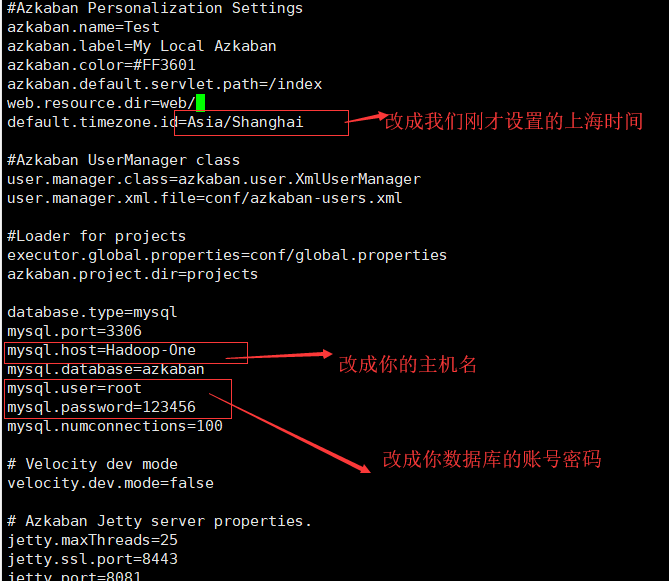 #Azkaban Personalization Settings
azkaban.name=Test
azkaban.label=My Local Azkaban
azkaban.color=#FF3601
azkaban.default.servlet.path=/index
web.resource.dir=web/
default.timezone.id=Asia/Shanghai
改成我们刚才设置的上海时间
#Azkaban UserManager class
user.manager.class=azkaban.user.XmlUserManager
user.manager.xml.file=conf/azkaban-users.xml
#Loader for projects
executor.global.properties=conf/global.properties
azkaban.project.dir=projects
database.type=mysql
mysql.port=3306
mysql.host=Hadoop-One
改成你的主机名
mysql.database=azkaban
mysql.user=root
mysql.password=123456
mysql.numconnections=100
改成你数据库的账号密码
# Velocity dev mode
velocity.dev.mode=false
# Azkaban Jetty server properties.
jetty.maxThreads=25
jetty.ssl.port=8443
jetty.port=8081